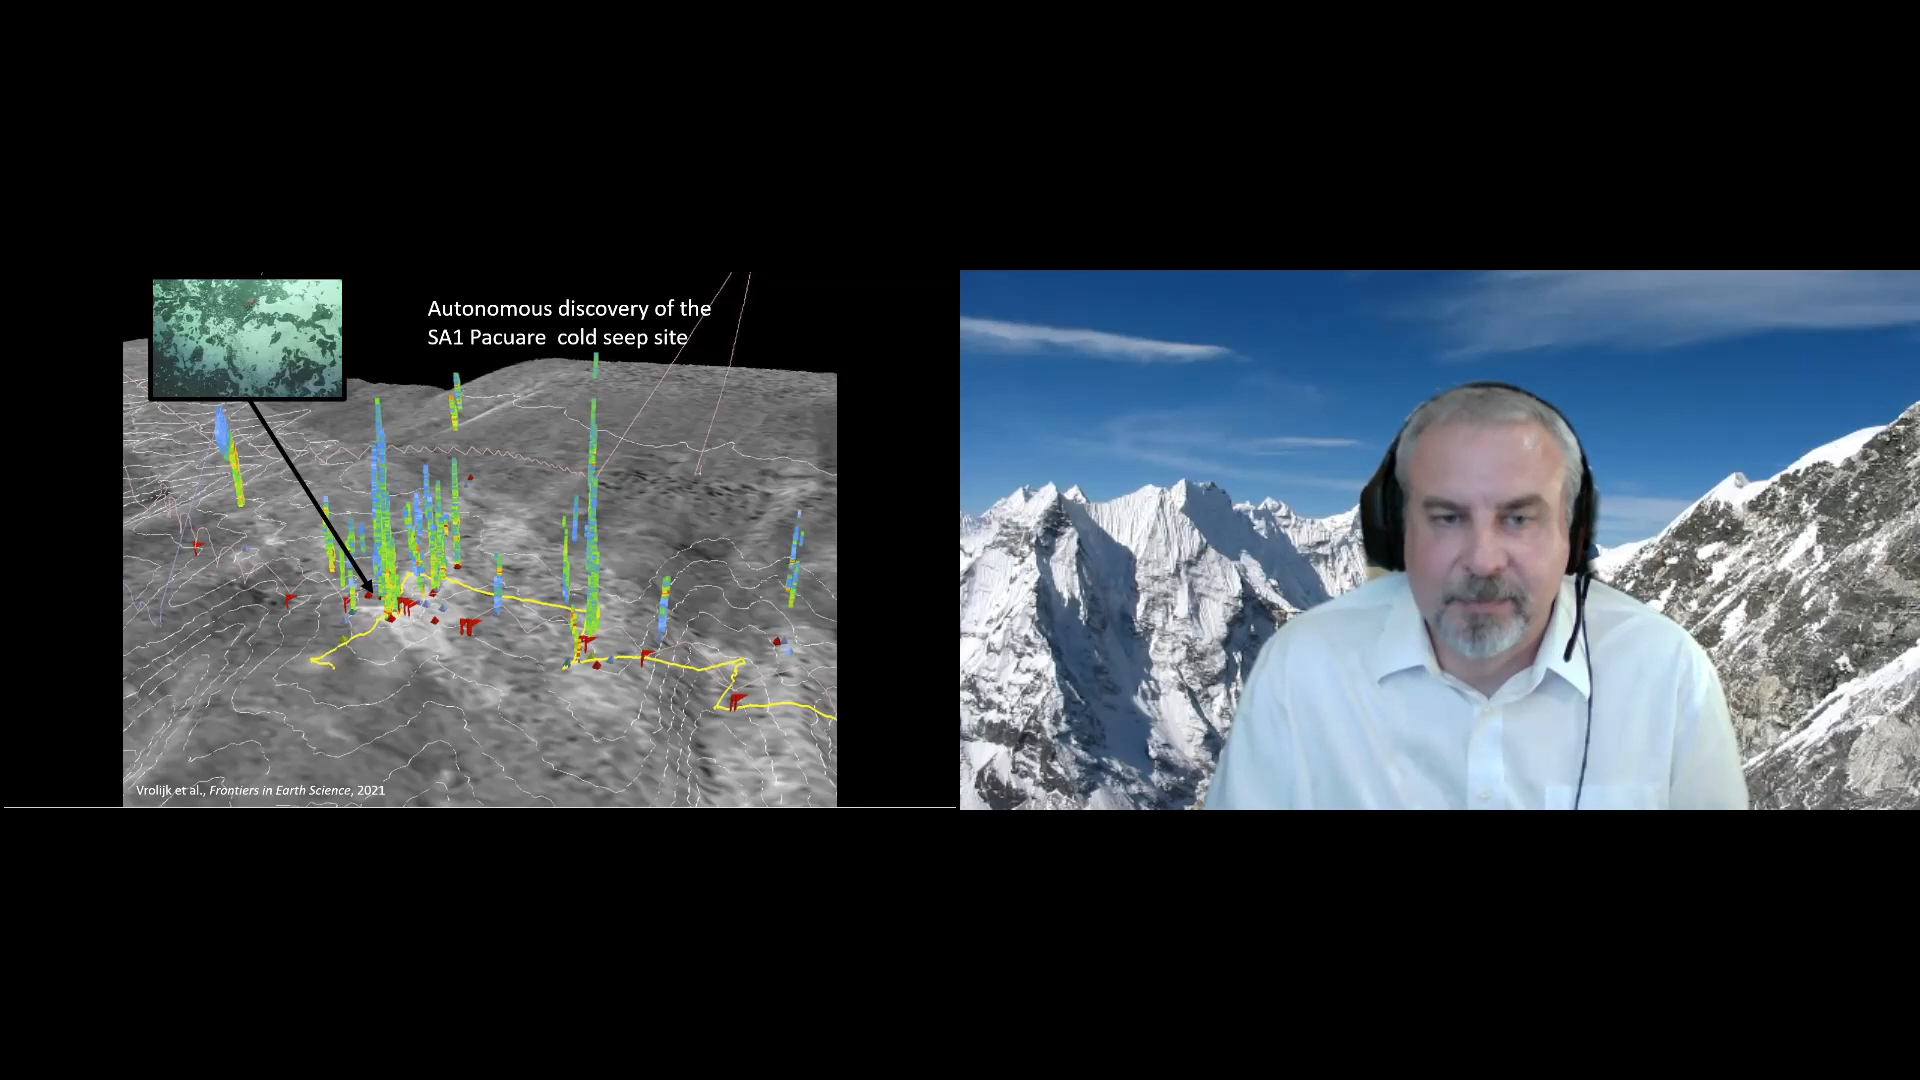 Autonomous discovery of the
SA1 Pacuare cold seep site
Vrolijk et al., Frontiers in Earth Science, 2021